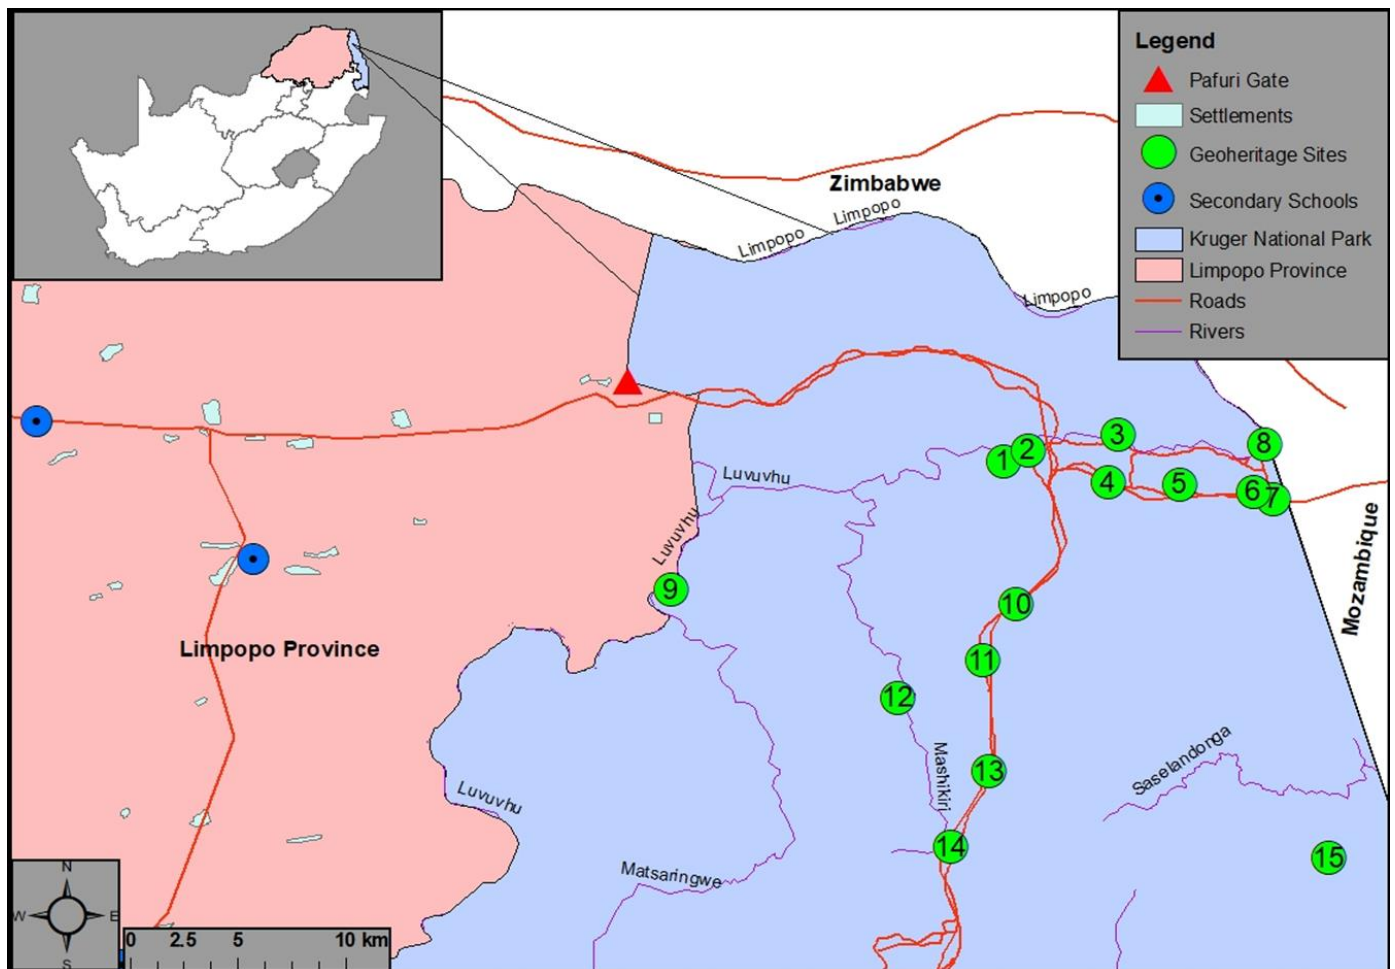 Legend
Pafuri Gate
Settlements
Geoheritage Sites
Secondary Schools
Kruger National Park
Limpopo Province
Roads
Rivers
Zimbabwe
Limpopo
Limpopo
Limpopo
3
8
2
1
4
5
6
7
Luvuvhu
Luvuvhu
Mozambique
9
10
Limpopo Province
11
12
Mashikiri
13
Saselandonga
Luvuvhu
14
15
Matsaringwe
N
W E
S
0 2.5 5 10 km